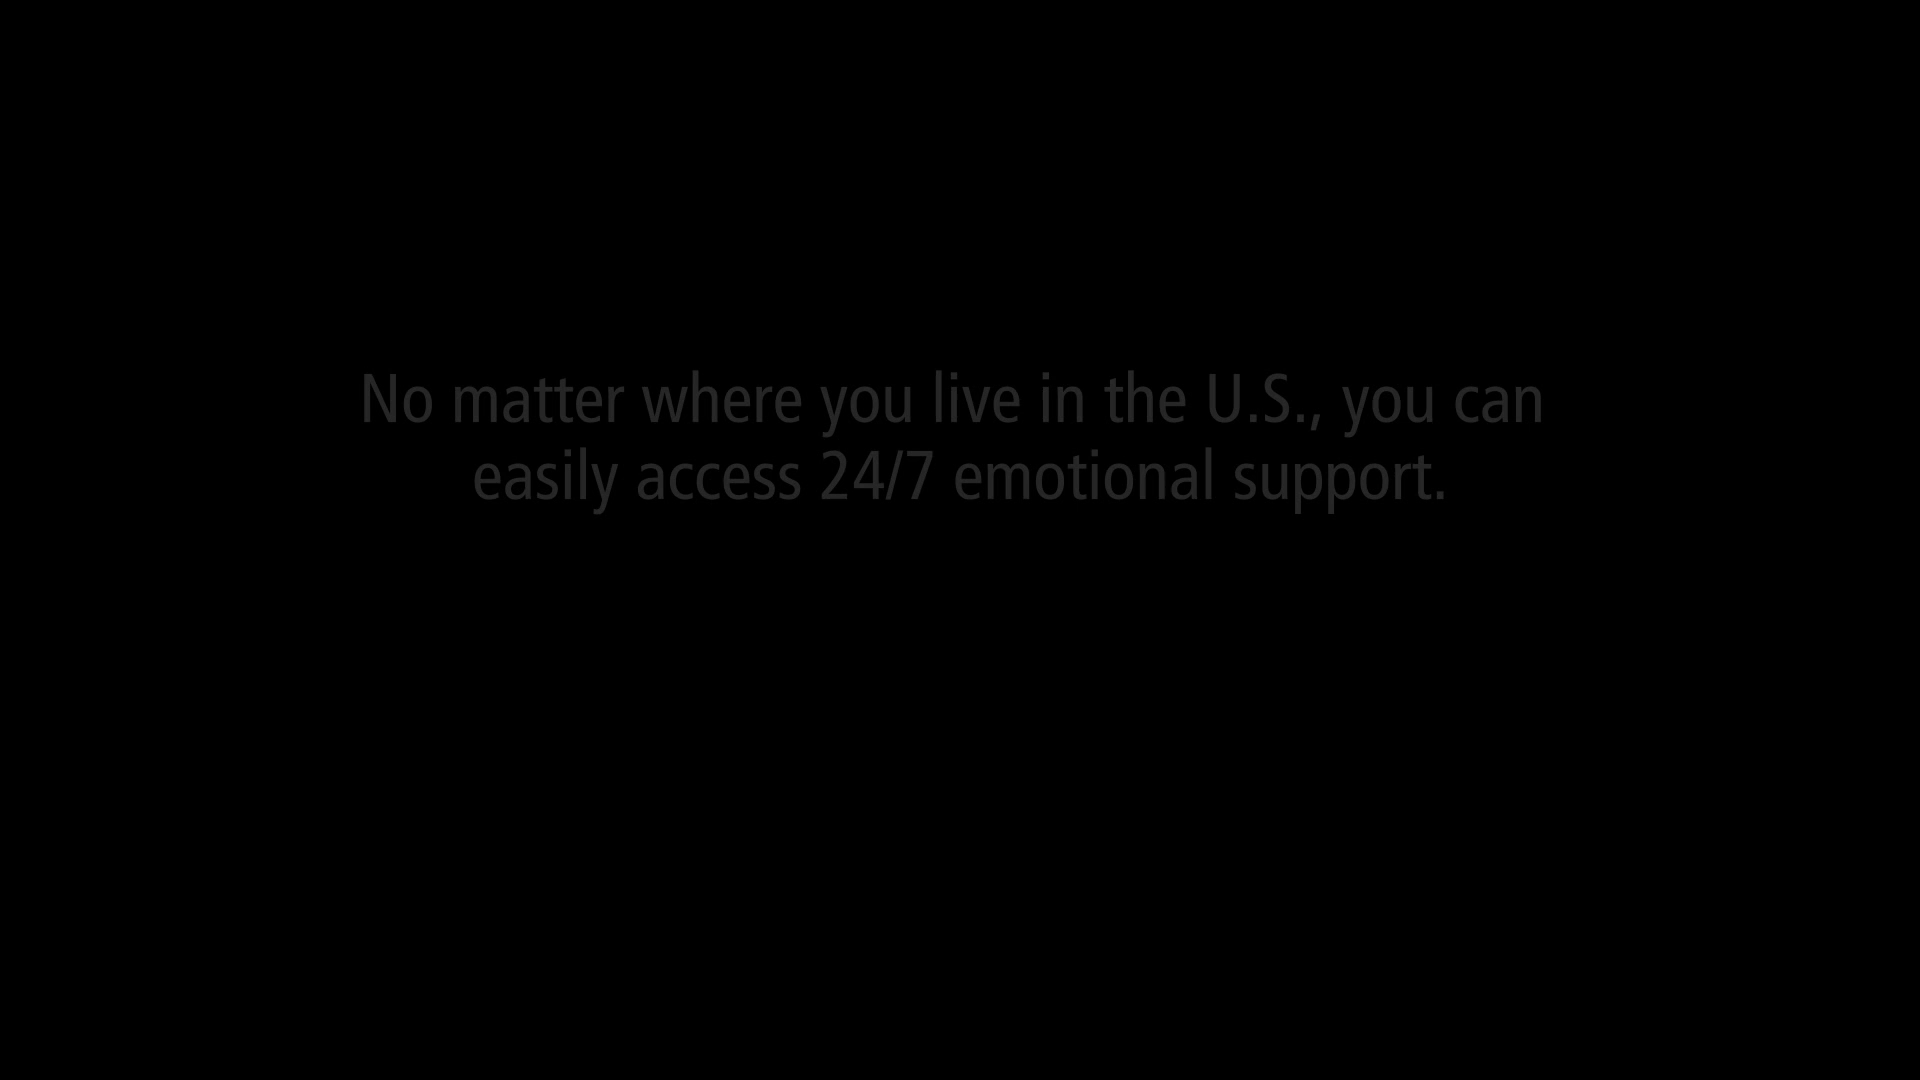 No matter where you live in the U.S., you can
easily access 24/7 emotional support.